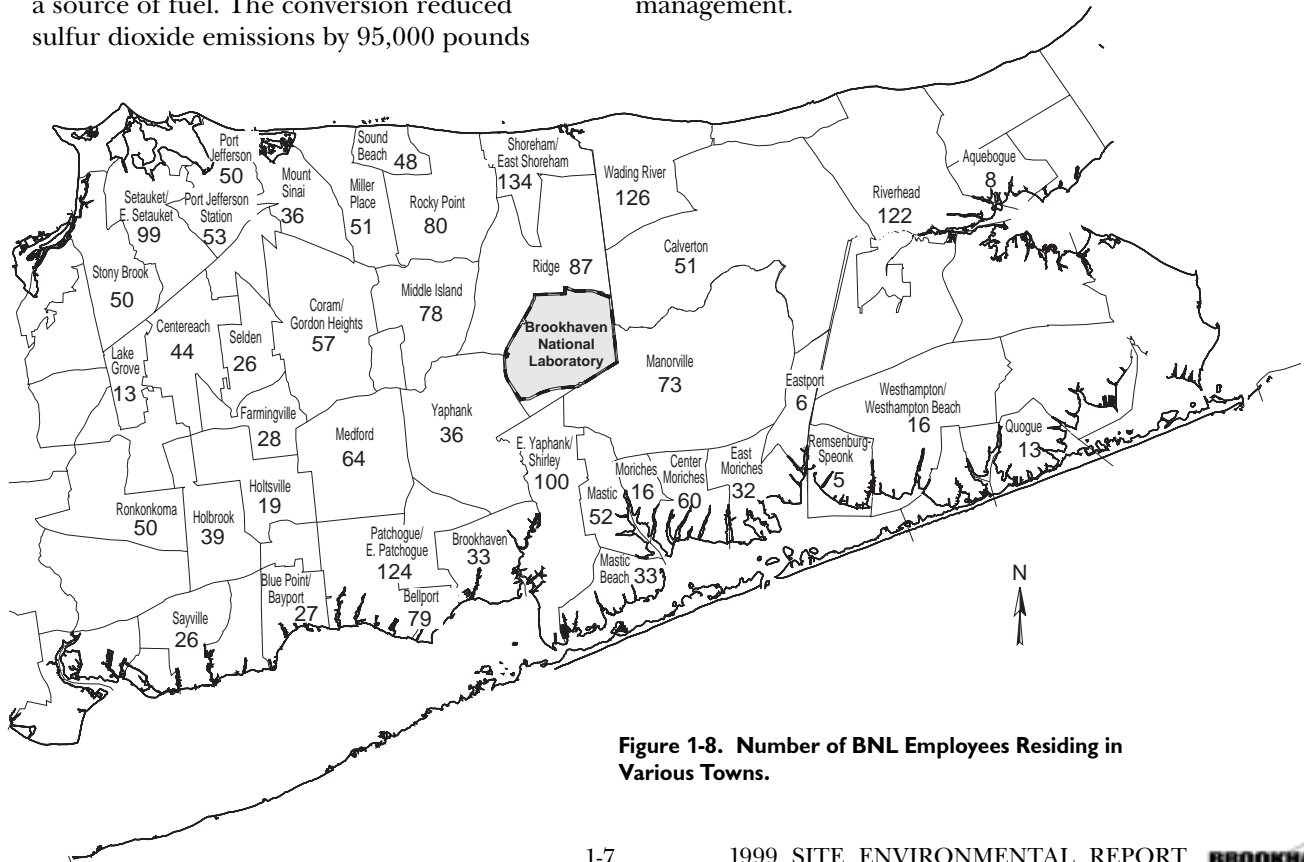 a source of fuel. The conversion reduced
sulfur dioxide emissions by 95,000 pounds
management.
Port
Jefferson
50
Sound
Beach 48
Shoreham/
East Shoreham
134
Wading River
126
Aquebogue
8
Riverhead
122
Setauket/
E. Setauket
99
Port Jefferson
Station
53
Mount
Sinai
36
Miller
Place
51
Rocky Point
80
Calverton
51
Stony Brook
50
Ridge 87
Middle Island
78
Coram/
Gordon Heights
57
Centereach
44
Selden
26
Lake
Grove
13
Brookhaven
National
Laboratory
Manorville
73
Eastport
6
Westhampton/
Westhampton Beach
16
Quogue
13
Farmingville
28
Medford
64
Yaphank
36
E. Yaphank/
Shirley
100
Moriches
16
Center
Moriches
60
East
Moriches
32
Remsenburg-
Speonk
5
Mastic
52
Ronkonkoma
50
Holbrook
39
Holtsville
19
Patchogue/
E. Patchogue
124
Brookhaven
33
Mastic
Beach 33
Blue Point/
Bayport
27
Bellport
79
Sayville
26
N
Figure 1-8. Number of BNL Employees Residing in
Various Towns.
1-7 1999 SITE ENVIRONMENTAL REPORT